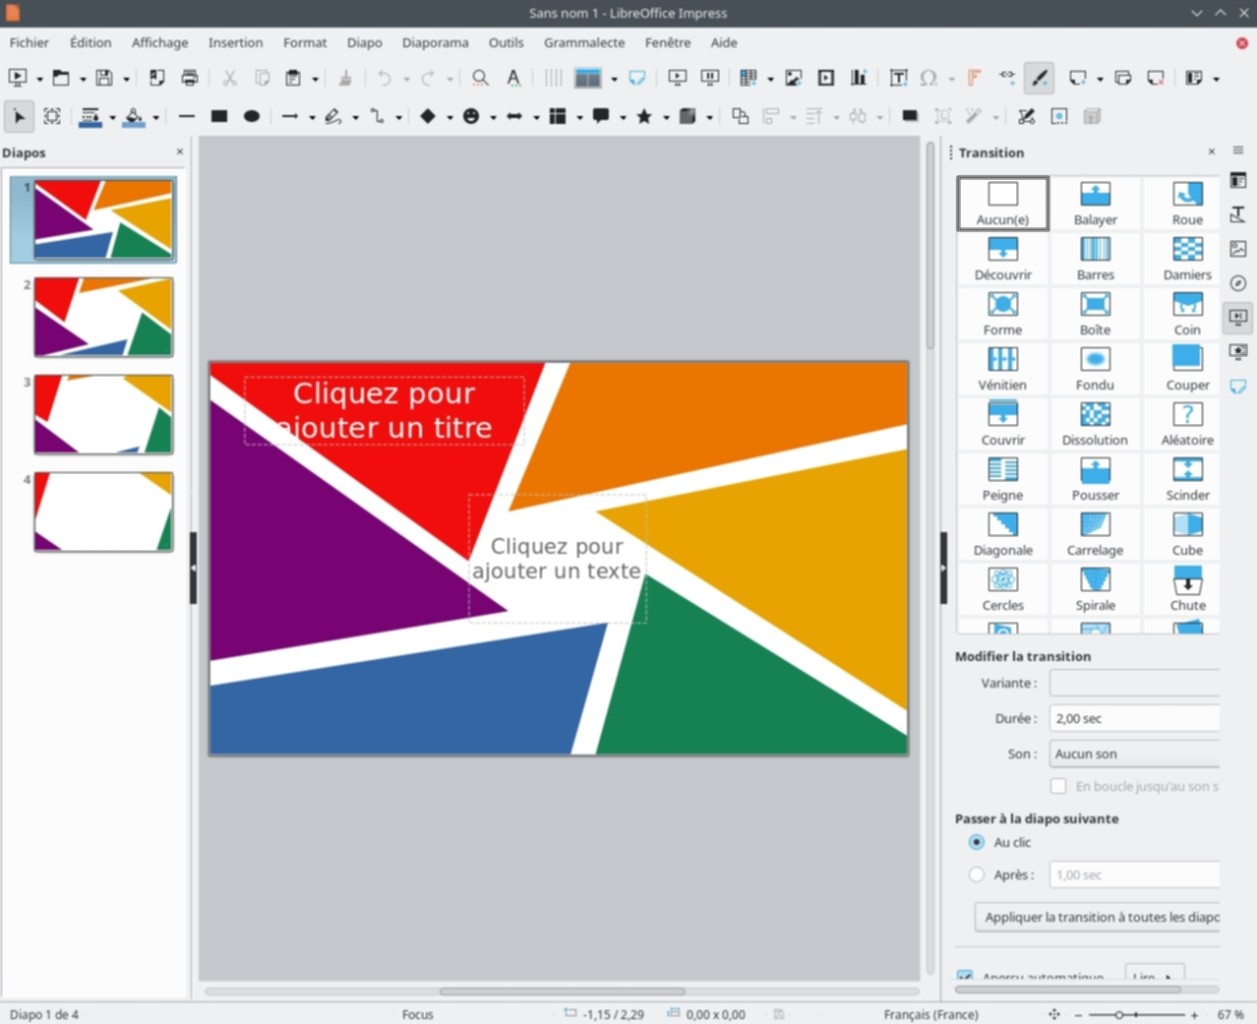 Sans nom 1 - LibreOffice Impress
Fichier Édition Affichage Insertion Format Diapo Diaporama Outils Grammalecte Fenêtre Aide
Diapos
1
2
3
4
Cliquez pour
ajouter un titre
Cliquez pour
ajouter un texte
Transition
Aucun(e) Balayer Roue
Découvrir Barres Damiers
Forme Boîte Coin
Vénitien Fondu Couper
Couvrir Dissolution Aléatoire
Peigne Pousser Scinder
Diagonale Carrelage Cube
Cercles Spirale Chute
Modifier la transition
Variante :
Durée : 2,00 sec
Son : Aucun son
En boucle jusqu'au son s
Passer à la diapo suivante
Au clic
Après : 1,00 sec
Appliquer la transition à toutes les diapo
Aperçu automatique Lire
Diapo 1 de 4 Focus -1,15 / 2,29 0,00 x 0,00 Français (France) 67 %